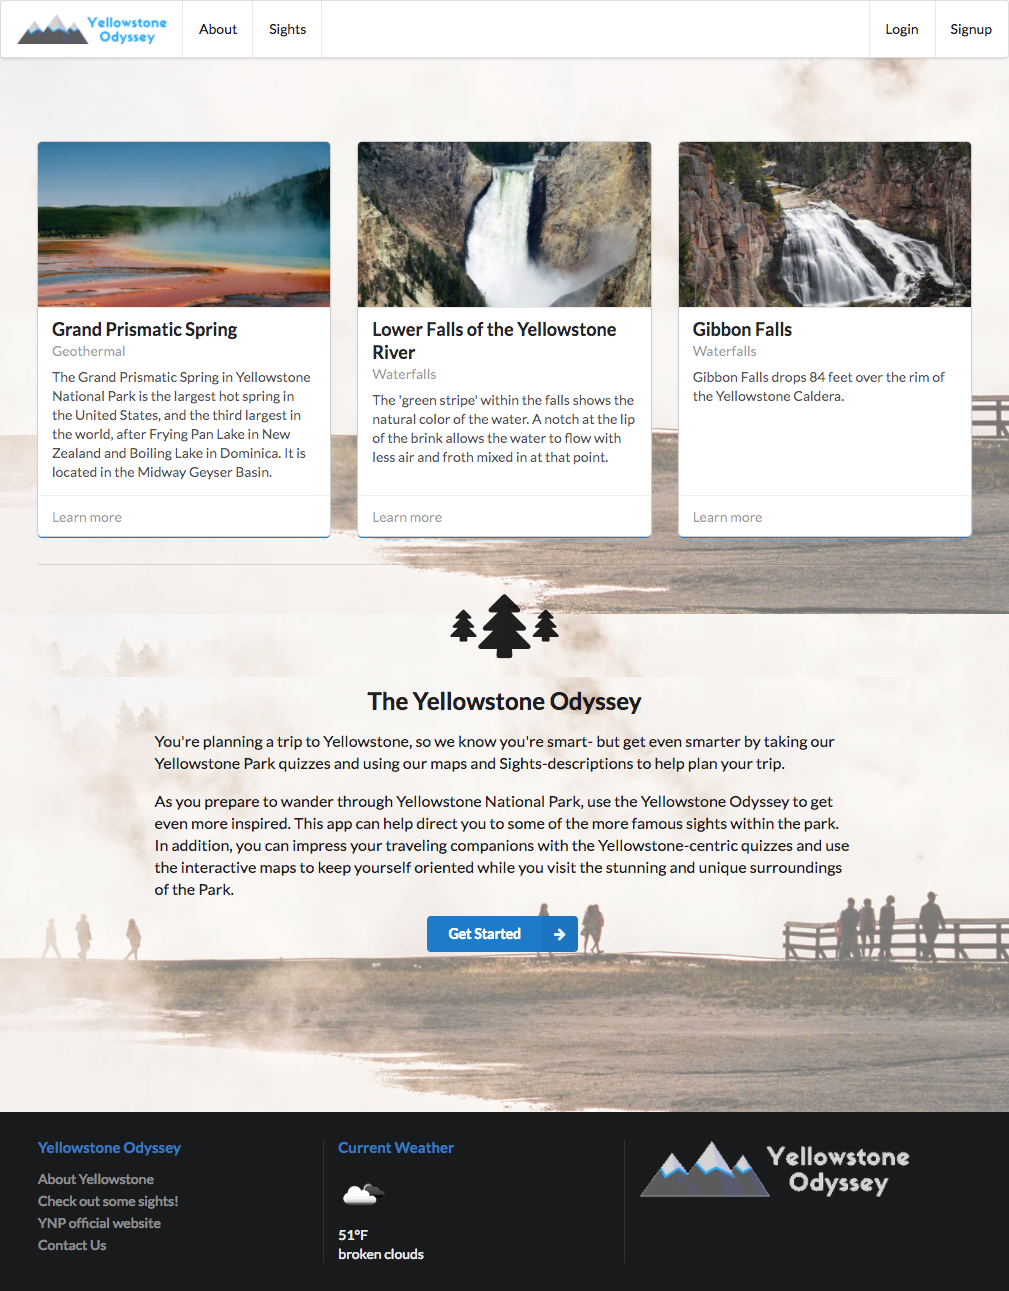 Yellowstone
Odyssey
About
Sights
Login
Signup
Grand Prismatic Spring
Geothermal
The Grand Prismatic Spring in Yellowstone
National Park is the largest hot spring in
the United States, and the third largest in
the world, after Frying Pan Lake in New
Zealand and Boiling Lake in Dominica. It is
located in the Midway Geyser Basin.
Learn more
Lower Falls of the Yellowstone
River
Waterfalls
The 'green stripe' within the falls shows the
natural color of the water. A notch at the lip
of the brink allows the water to flow with
less air and froth mixed in at that point.
Learn more
Gibbon Falls
Waterfalls
Gibbon Falls drops 84 feet over the rim of
the Yellowstone Caldera.
Learn more
The Yellowstone Odyssey
You're planning a trip to Yellowstone, so we know you're smart- but get even smarter by taking our
Yellowstone Park quizzes and using our maps and Sights-descriptions to help plan your trip.
As you prepare to wander through Yellowstone National Park, use the Yellowstone Odyssey to get
even more inspired. This app can help direct you to some of the more famous sights within the park.
In addition, you can impress your traveling companions with the Yellowstone-centric quizzes and use
the interactive maps to keep yourself oriented while you visit the stunning and unique surroundings
of the Park.
Get Started
Yellowstone Odyssey
About Yellowstone
Check out some sights!
YNP official website
Contact Us
Current Weather
51°F
broken clouds
Yellowstone
Odyssey